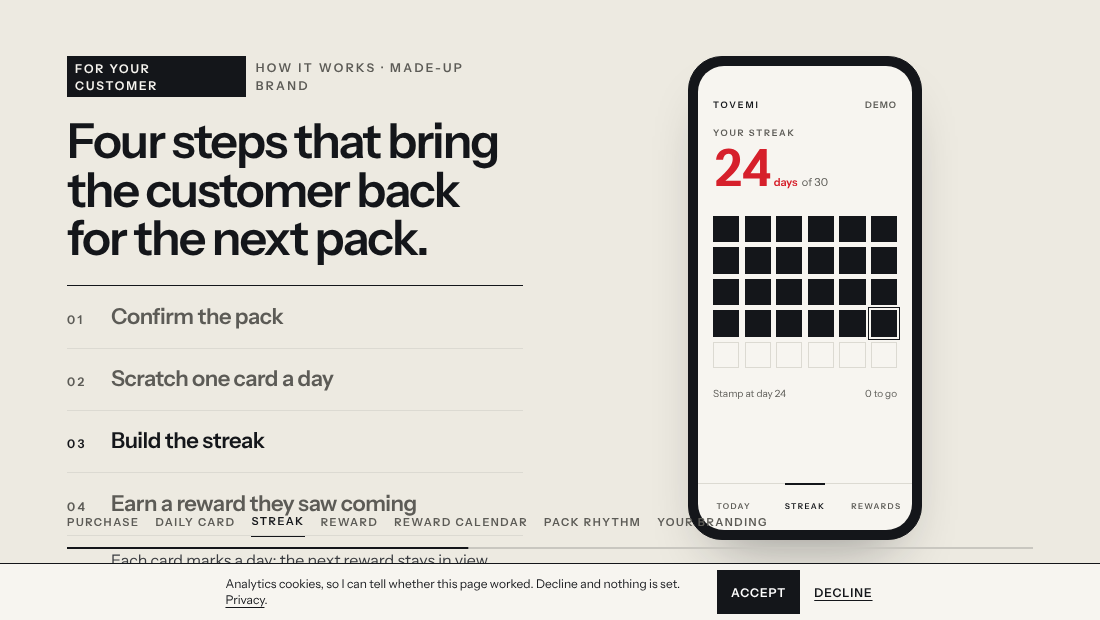 FOR YOUR
CUSTOMER
HOW IT WORKS · MADE-UP
BRAND
Four steps that bring
the customer back
for the next pack.
01 Confirm the pack
02 Scratch one card a day
03 Build the streak
04 Earn a reward they saw coming
Each card marks a day; the next reward stays in view.
TOVEMI DEMO
YOUR STREAK
24 days of 30
Stamp at day 24 0 to go
TODAY STREAK REWARDS
PURCHASE DAILY CARD STREAK REWARD REWARD CALENDAR PACK RHYTHM YOUR BRANDING
Analytics cookies, so I can tell whether this page worked. Decline and nothing is set.
Privacy.
ACCEPT DECLINE